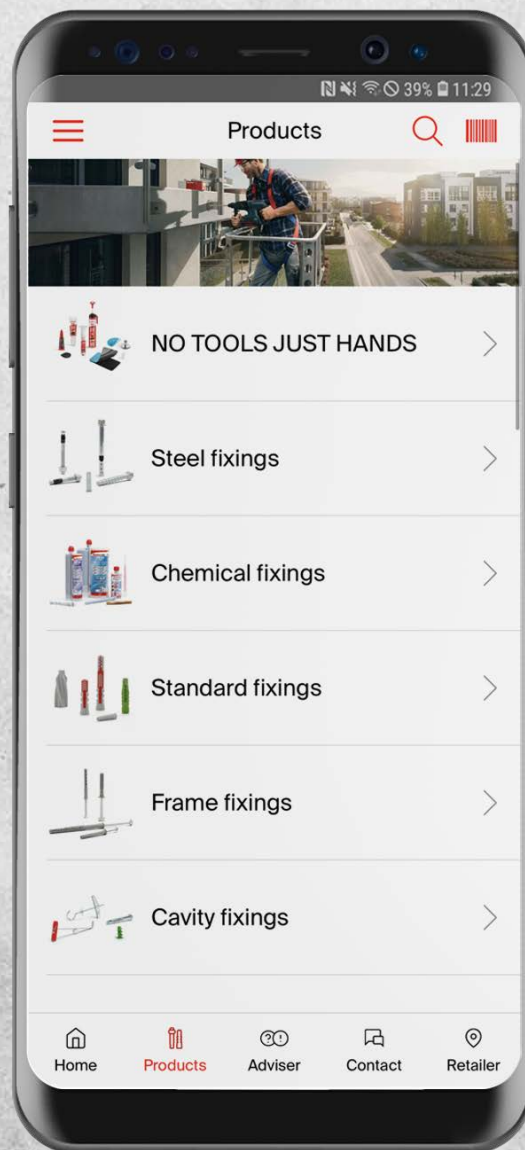 39% 11:29
Products
NO TOOLS JUST HANDS
Steel fixings
Chemical fixings
Standard fixings
Frame fixings
Cavity fixings
Home Products Adviser Contact Retailer